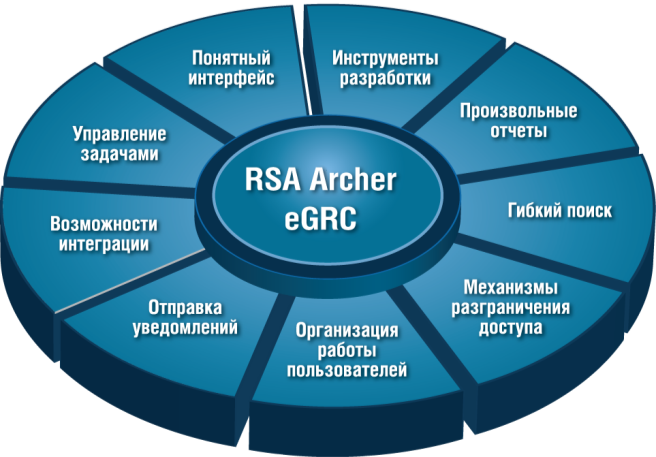 Понятный
интерфейс
Инструменты
разработки
Произвольные
отчеты
Гибкий поиск
Механизмы
разграничения
доступа
Организация
работы
пользователей
Отправка
уведомлений
Возможности
интеграции
Управление
задачами
RSA Archer
eGRC